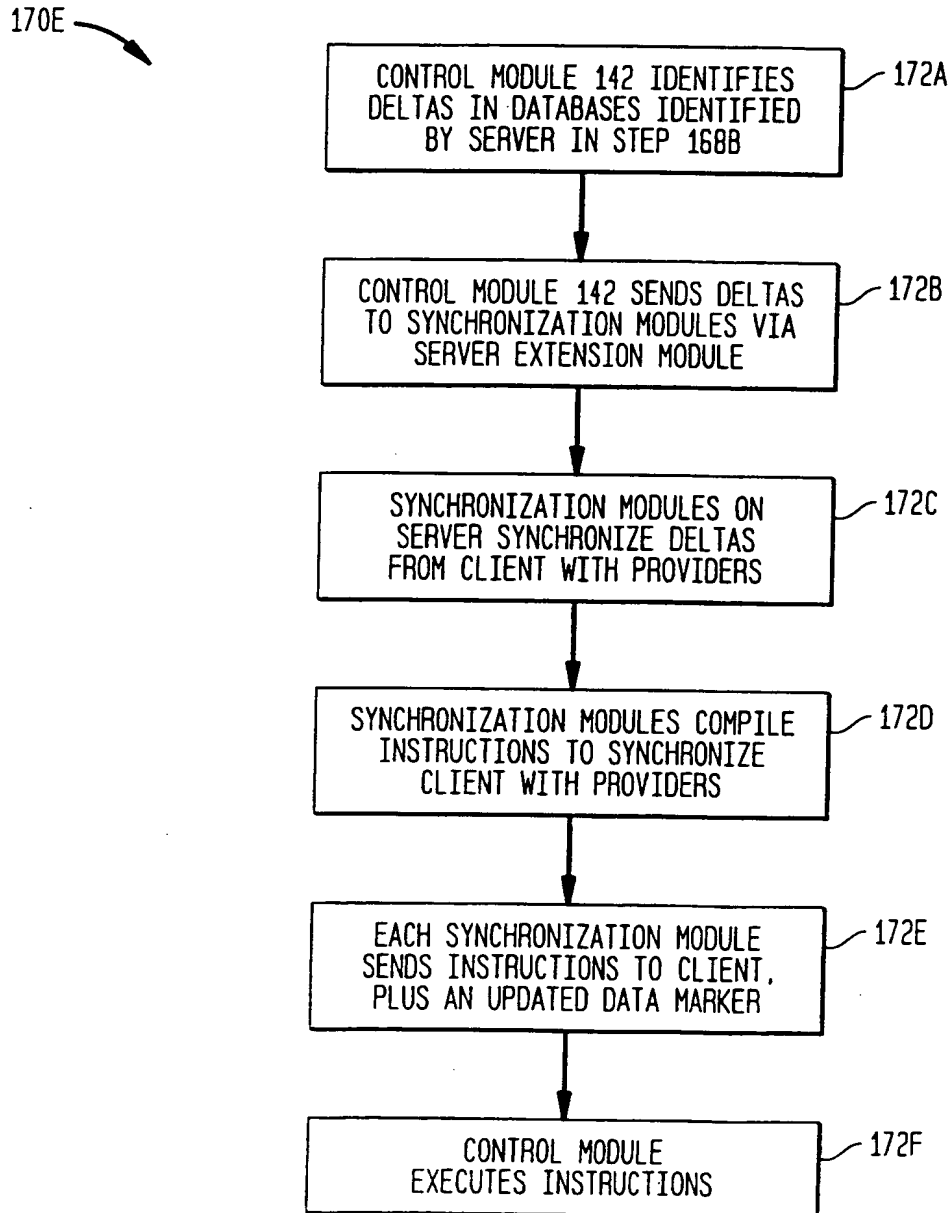 170E
CONTROL MODULE 142 IDENTIFIES
DELTAS IN DATABASES IDENTIFIED
BY SERVER IN STEP 168B
172A
CONTROL MODULE 142 SENDS DELTAS
TO SYNCHRONIZATION MODULES VIA
SERVER EXTENSION MODULE
172B
SYNCHRONIZATION MODULES ON
SERVER SYNCHRONIZE DELTAS
FROM CLIENT WITH PROVIDERS
172C
SYNCHRONIZATION MODULES COMPILE
INSTRUCTIONS TO SYNCHRONIZE
CLIENT WITH PROVIDERS
172D
EACH SYNCHRONIZATION MODULE
SENDS INSTRUCTIONS TO CLIENT,
PLUS AN UPDATED DATA MARKER
172E
CONTROL MODULE
EXECUTES INSTRUCTIONS
172F